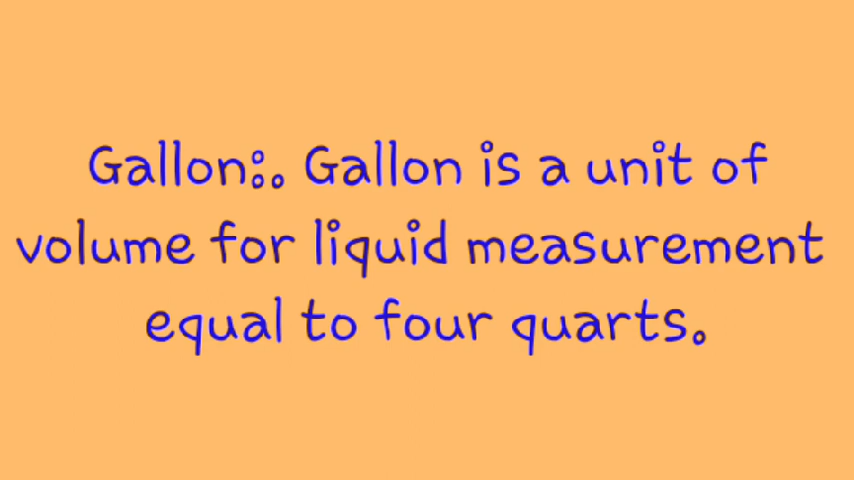 Gallon:. Gallon is a unit of
volume for liquid measurement
equal to four quarts.